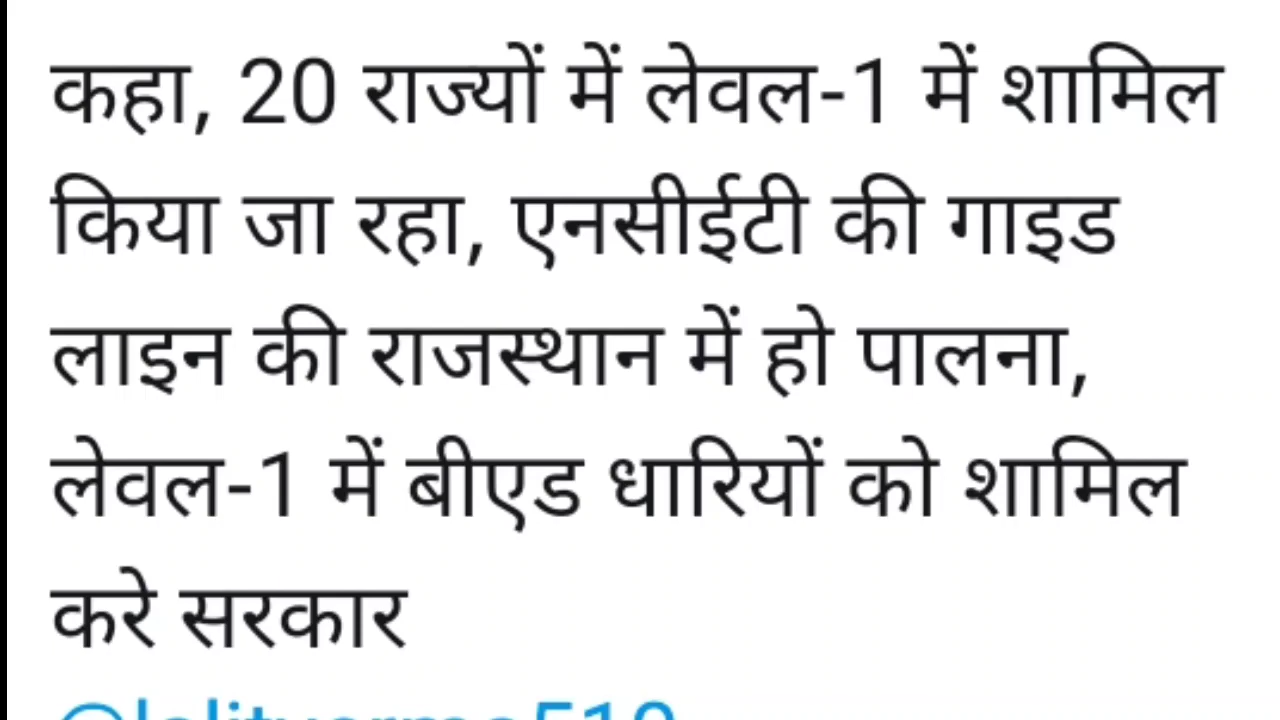 कहा, 20 राज्यों में लेवल-1 में शामिल
किया जा रहा, एनसीईटी की गाइड
लाइन की राजस्थान में हो पालना,
लेवल-1 में बीएड धारियों को शामिल
करे सरकार